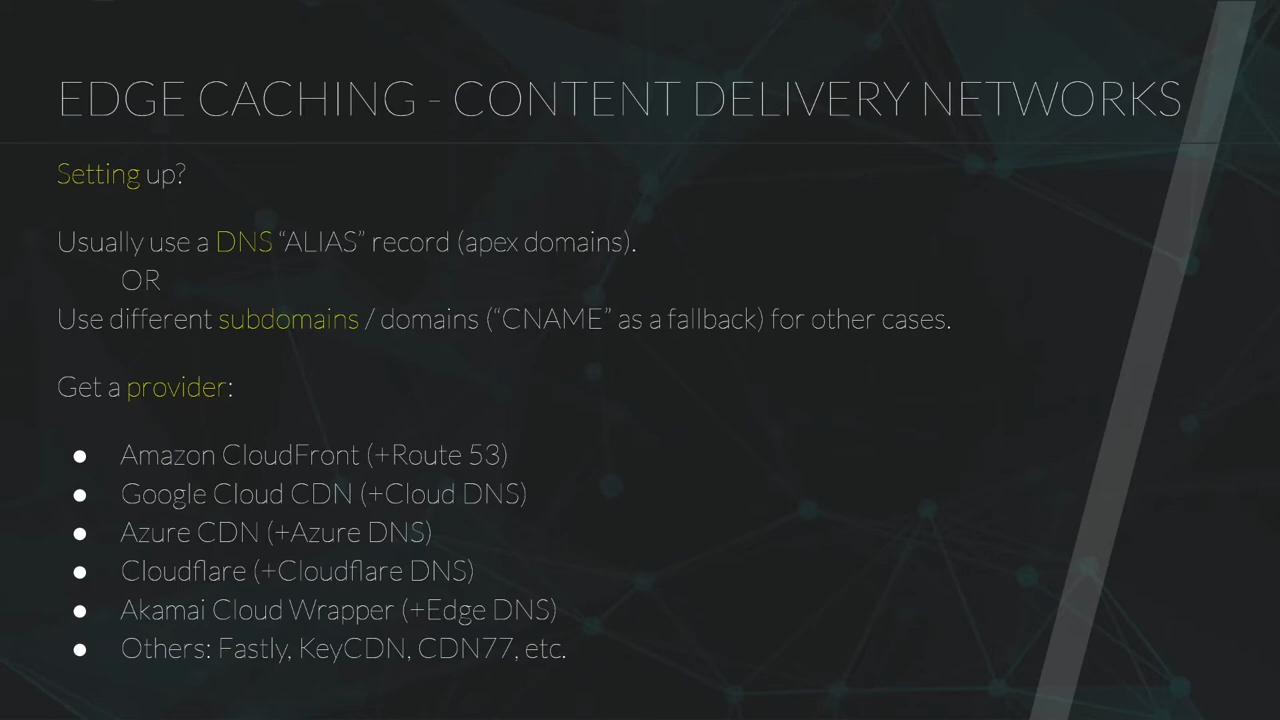 EDGE CACHING - CONTENT DELIVERY NETWORKS
Setting up?
Usually use a DNS “ALIAS” record (apex domains).
OR
Use different subdomains / domains (“CNAME” as a fallback) for other cases.
Get a provider:
● Amazon CloudFront (+Route 53)
● Google Cloud CDN (+Cloud DNS)
● Azure CDN (+Azure DNS)
● Cloudflare (+Cloudflare DNS)
● Akamai Cloud Wrapper (+Edge DNS)
● Others: Fastly, KeyCDN, CDN77, etc.